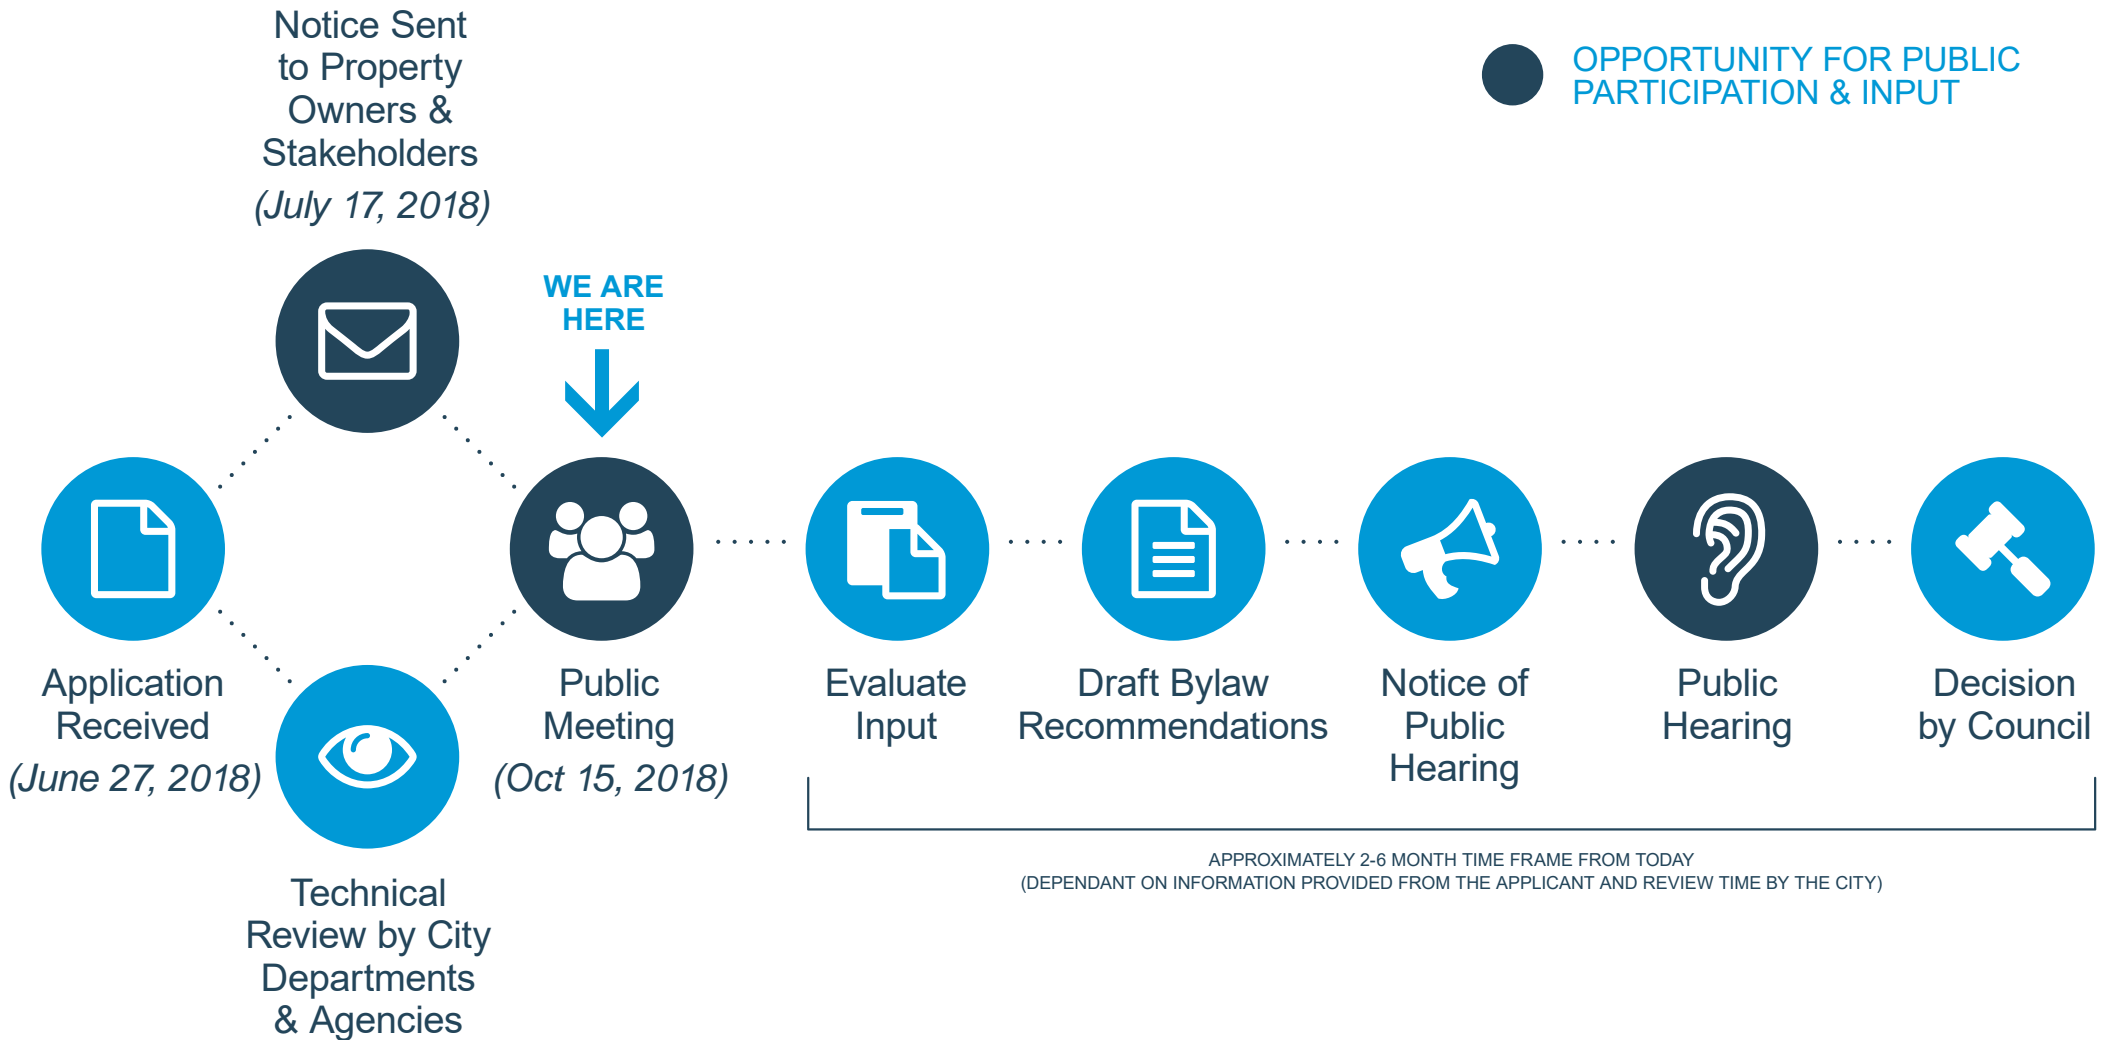 Notice Sent
to Property
Owners &
Stakeholders
(July 17, 2018)
OPPORTUNITY FOR PUBLIC
PARTICIPATION & INPUT
WE ARE
HERE
Application
Received
(June 27, 2018)
Technical
Review by City
Departments
& Agencies
Public
Meeting
(Oct 15, 2018)
Evaluate
Input
Draft Bylaw
Recommendations
Notice of
Public
Hearing
Public
Hearing
Decision
by Council
APPROXIMATELY 2-6 MONTH TIME FRAME FROM TODAY
(DEPENDANT ON INFORMATION PROVIDED FROM THE APPLICANT AND REVIEW TIME BY THE CITY)